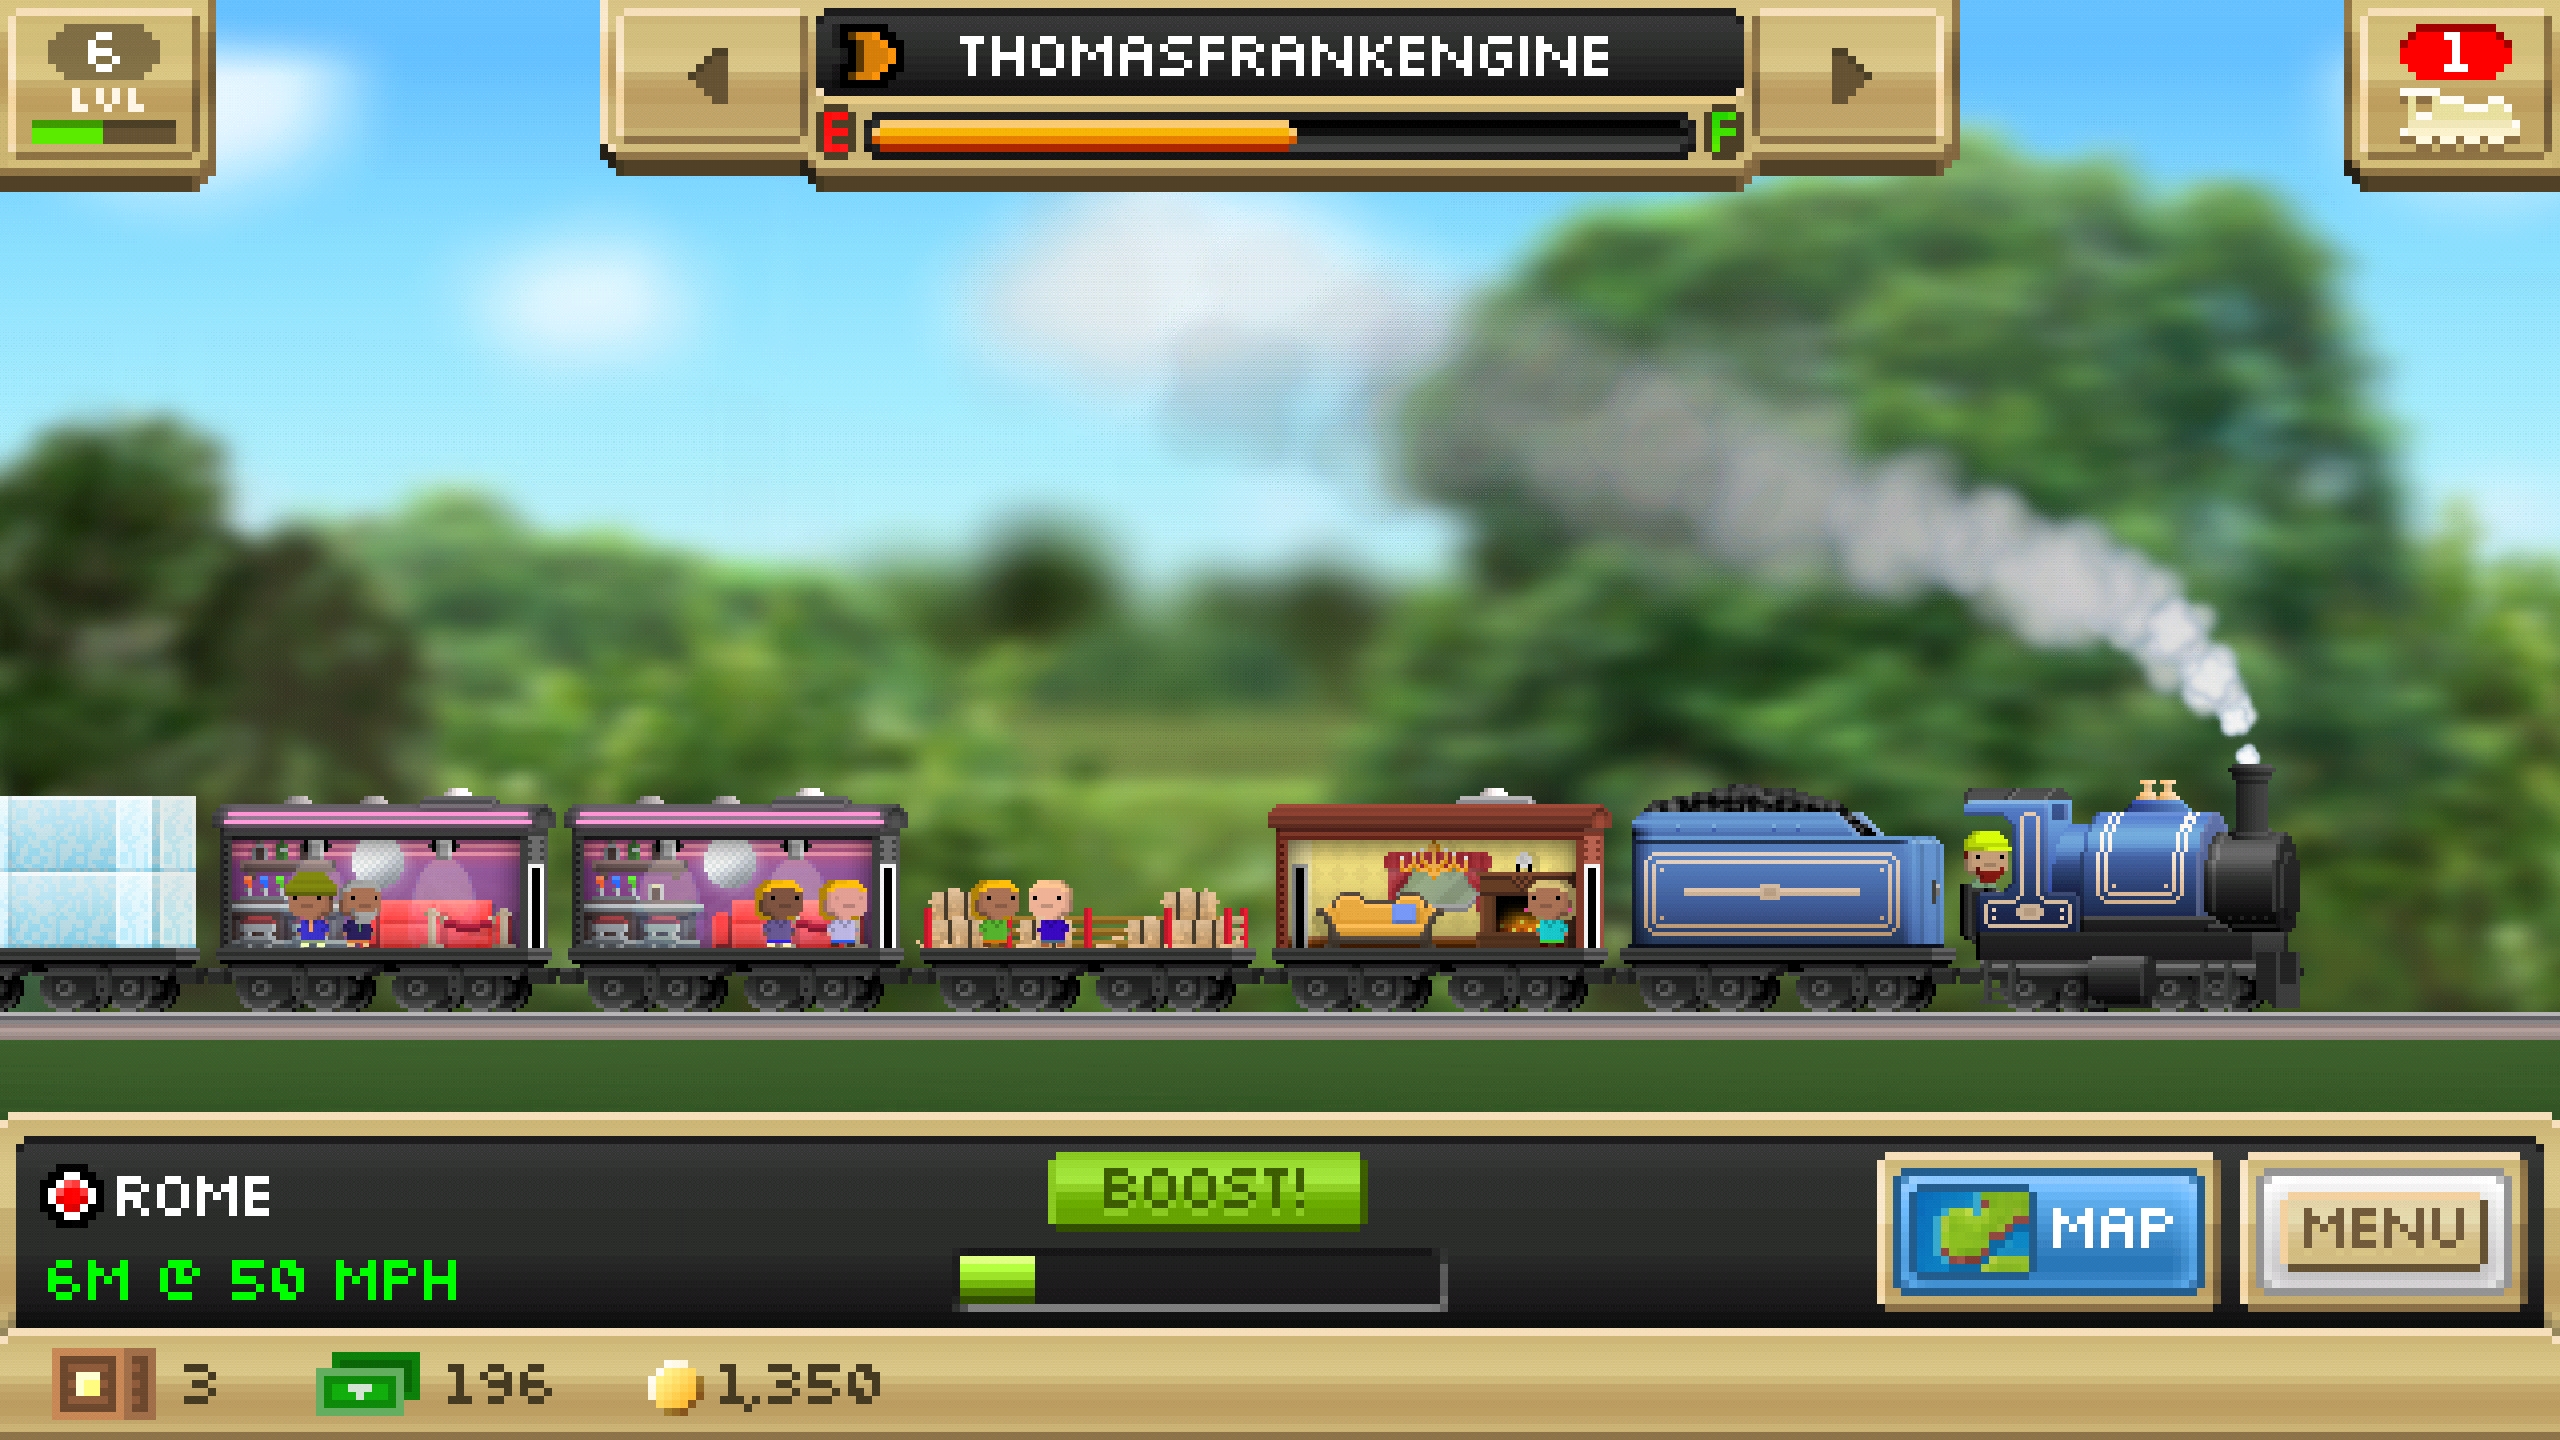 6
LVL
THOMASFRANKENGINE
E F
1
ROME
6M @ 50 MPH
BOOST!
MAP
MENU
3 196 1,350